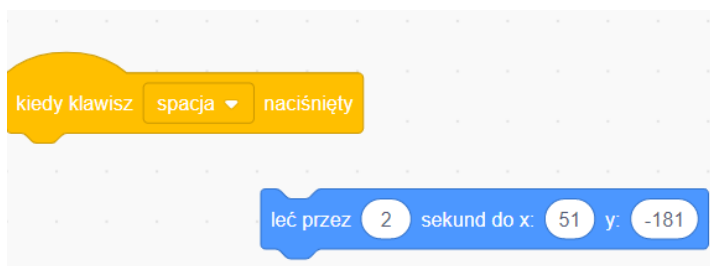 kiedy klawisz spacja naciśnięty
leć przez 2 sekund do x: 51 y: -181